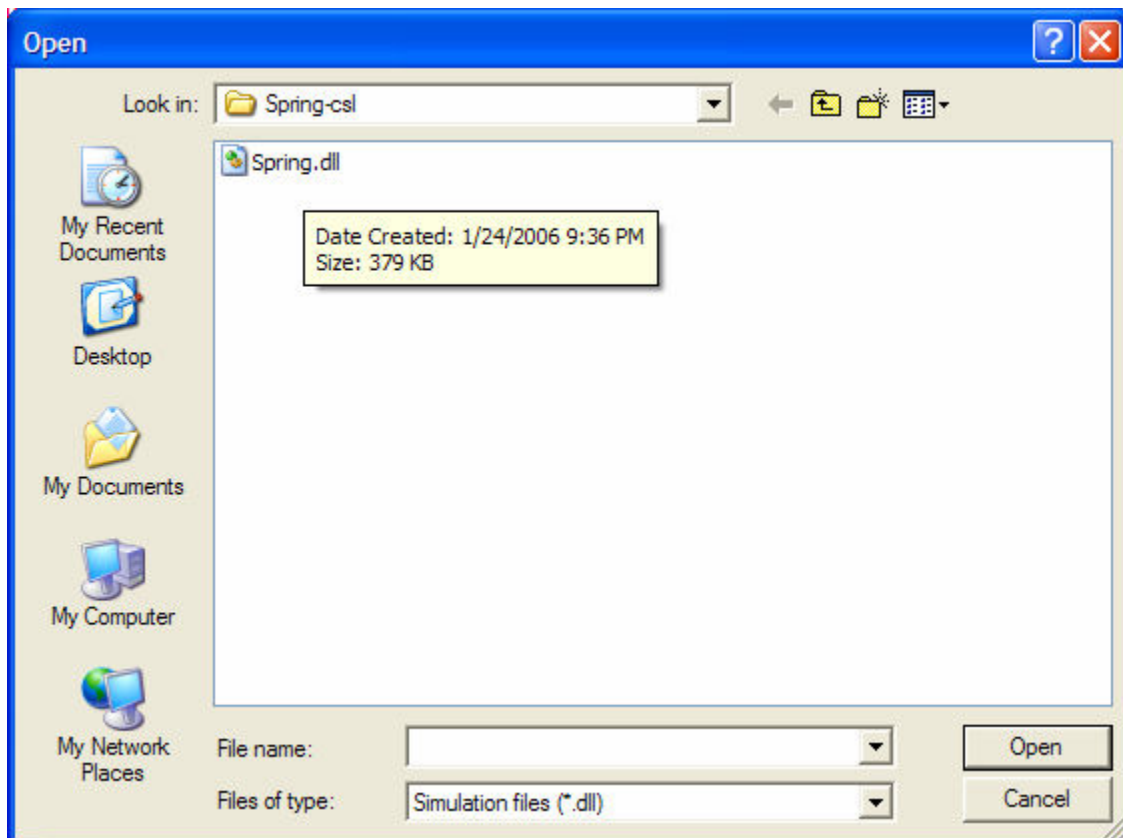 Open
Look in: Spring-csl
Spring.dll
Date Created: 1/24/2006 9:36 PM
Size: 379 KB
My Recent
Documents
Desktop
My Documents
My Computer
My Network
Places
File name:
Open
Files of type: Simulation files (*.dll)
Cancel